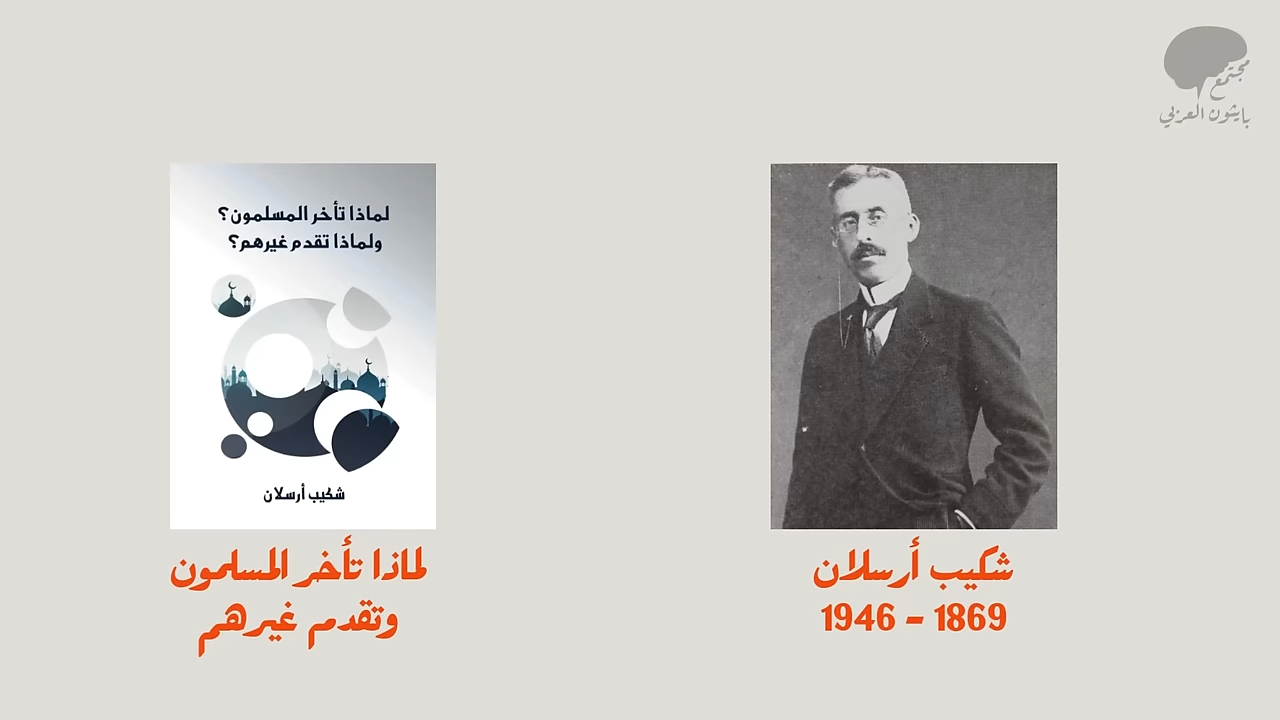 مجتمع
بايثون العربي
لماذا تأخر المسلمون؟
ولماذا تقدم غيرهم؟
شكيب أرسلان
لماذا تأخر المسلمون
وتقدم غيرهم
شكيب أرسلان
1869 - 1946